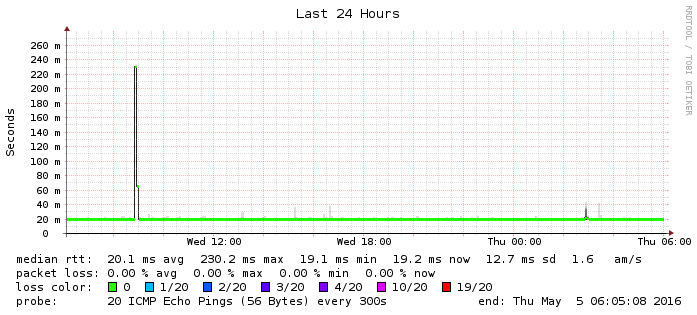 Last 24 Hours
RRDTOOL / TOBI OETIKER
Seconds
260 m
240 m
220 m
200 m
180 m
160 m
140 m
120 m
100 m
80 m
60 m
40 m
20 m
0
Wed 12:00 Wed 18:00 Thu 00:00 Thu 06:00
median rtt: 20.1 ms avg 230.2 ms max 19.1 ms min 19.2 ms now 12.7 ms sd 1.6 am/s
packet loss: 0.00 % avg 0.00 % max 0.00 % min 0.00 % now
loss color: 0 1/20 2/20 3/20 4/20 10/20 19/20
probe: 20 ICMP Echo Pings (56 Bytes) every 300s end: Thu May 5 06:05:08 2016